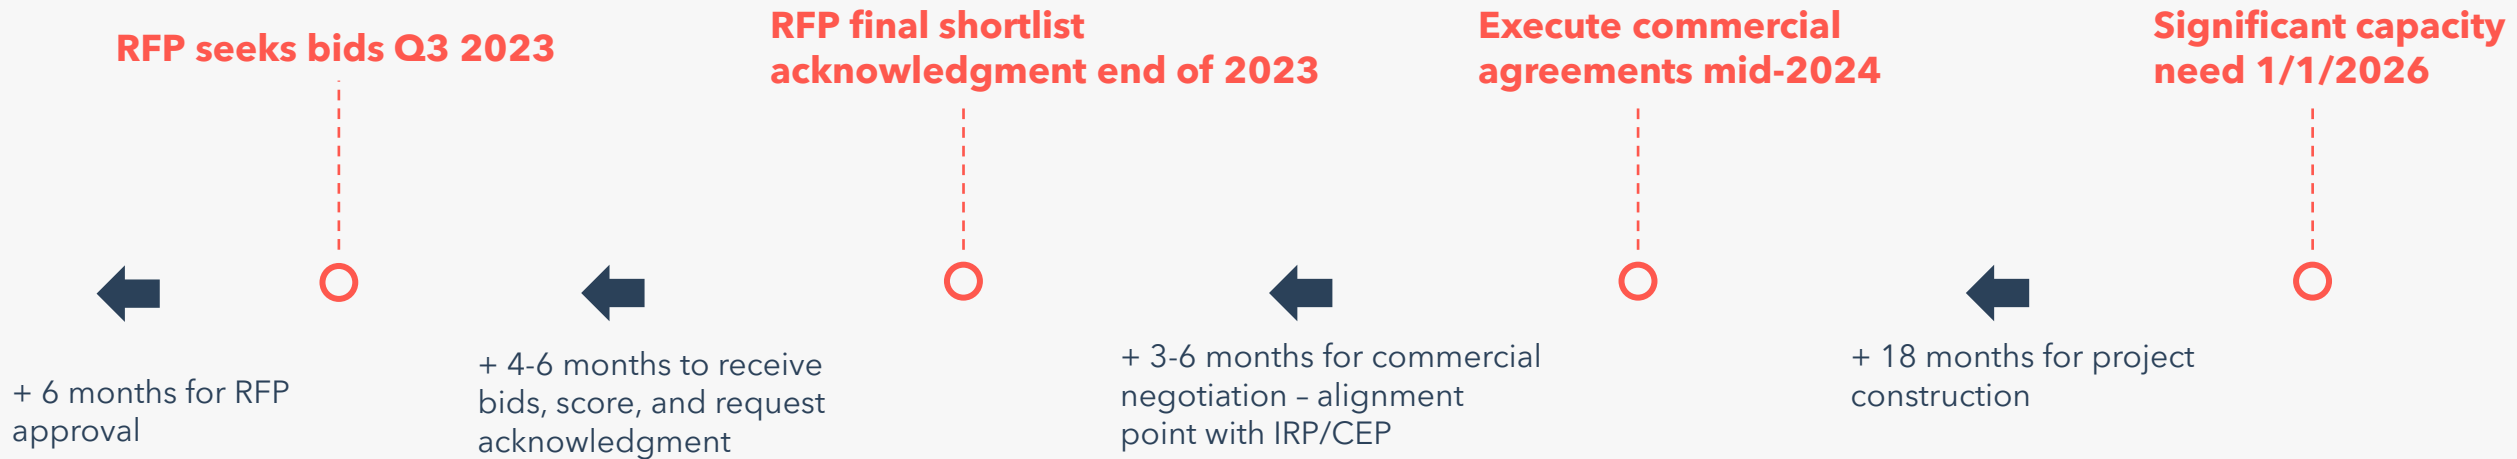 RFP seeks bids Q3 2023
RFP final shortlist
acknowledgment end of 2023
Execute commercial
agreements mid-2024
Significant capacity
need 1/1/2026
+ 6 months for RFP
approval
+ 4-6 months to receive
bids, score, and request
acknowledgment
+ 3-6 months for commercial
negotiation – alignment
point with IRP/CEP
+ 18 months for project
construction